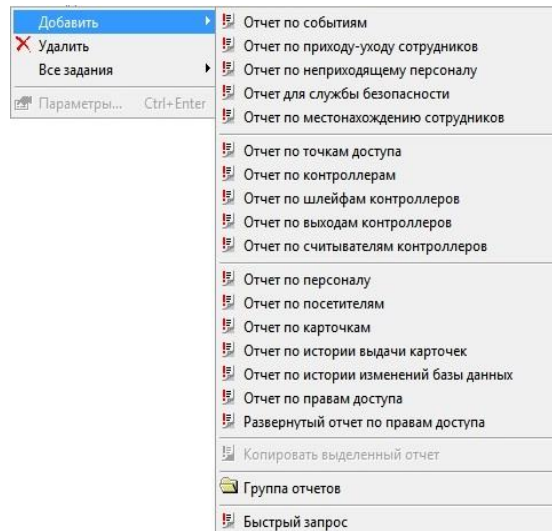 Добавить
Удалить
Все задания
Параметры... Ctrl+Enter
Отчет по событиям
Отчет по приходу-уходу сотрудников
Отчет по неприходящему персоналу
Отчет для службы безопасности
Отчет по местонахождению сотрудников
Отчет по точкам доступа
Отчет по контроллерам
Отчет по шлейфам контроллеров
Отчет по выходам контроллеров
Отчет по считывателям контроллеров
Отчет по персоналу
Отчет по посетителям
Отчет по карточкам
Отчет по истории выдачи карточек
Отчет по истории изменений базы данных
Отчет по правам доступа
Развернутый отчет по правам доступа
Копировать выделенный отчет
Группа отчетов
Быстрый запрос